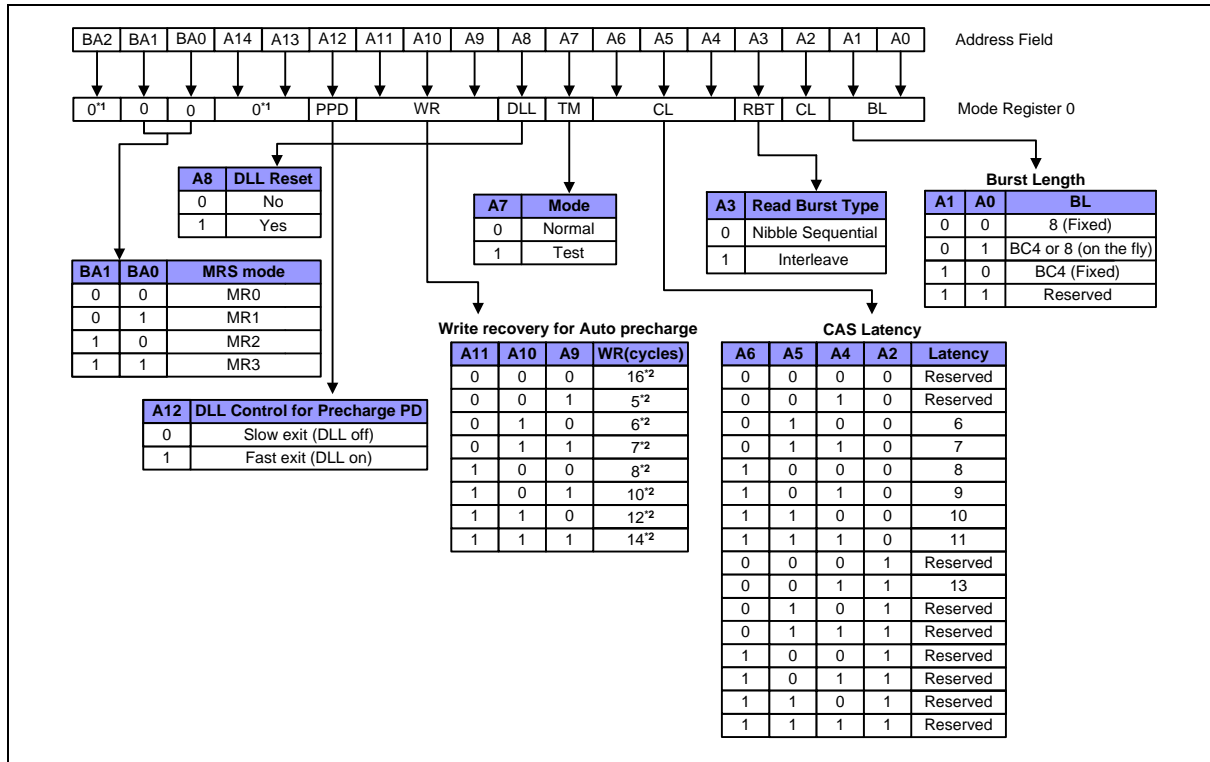 BA2 BA1 BA0 A14 A13 A12 A11 A10 A9 A8 A7 A6 A5 A4 A3 A2 A1 A0 Address Field
0*1 0 0 0*1 PPD WR DLL TM CL RBT CL BL Mode Register 0
A8 DLL Reset
0 No
1 Yes
A7 Mode
0 Normal
1 Test
A3 Read Burst Type
0 Nibble Sequential
1 Interleave
Burst Length
A1 A0 BL
0 0 8 (Fixed)
0 1 BC4 or 8 (on the fly)
1 0 BC4 (Fixed)
1 1 Reserved
BA1 BA0 MRS mode
0 0 MR0
0 1 MR1
1 0 MR2
1 1 MR3
A12 DLL Control for Precharge PD
0 Slow exit (DLL off)
1 Fast exit (DLL on)
Write recovery for Auto precharge
A11 A10 A9 WR(cycles)
0 0 0 16*2
0 0 1 5*2
0 1 0 6*2
0 1 1 7*2
1 0 0 8*2
1 0 1 10*2
1 1 0 12*2
1 1 1 14*2
CAS Latency
A6 A5 A4 A2 Latency
0 0 0 0 Reserved
0 0 1 0 Reserved
0 1 0 0 6
0 1 1 0 7
1 0 0 0 8
1 0 1 0 9
1 1 0 0 10
1 1 1 0 11
0 0 0 1 Reserved
0 0 1 1 13
0 1 0 1 Reserved
0 1 1 1 Reserved
1 0 0 1 Reserved
1 0 1 1 Reserved
1 1 0 1 Reserved
1 1 1 1 Reserved